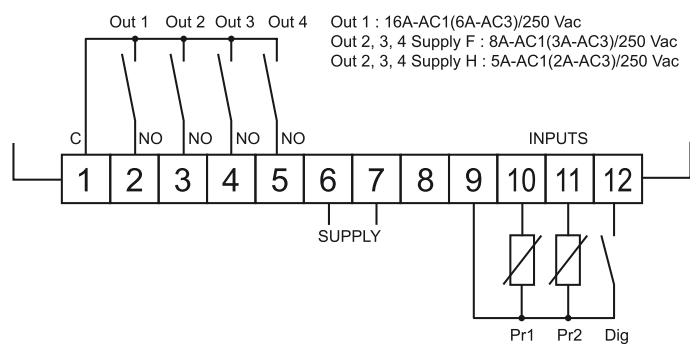 Out 1 Out 2 Out 3 Out 4
Out 1 : 16A-AC1(6A-AC3)/250 Vac
Out 2, 3, 4 Supply F : 8A-AC1(3A-AC3)/250 Vac
Out 2, 3, 4 Supply H : 5A-AC1(2A-AC3)/250 Vac
C NO NO NO NO INPUTS
1 2 3 4 5 6 7 8 9 10 11 12
SUPPLY
Pr1 Pr2 Dig